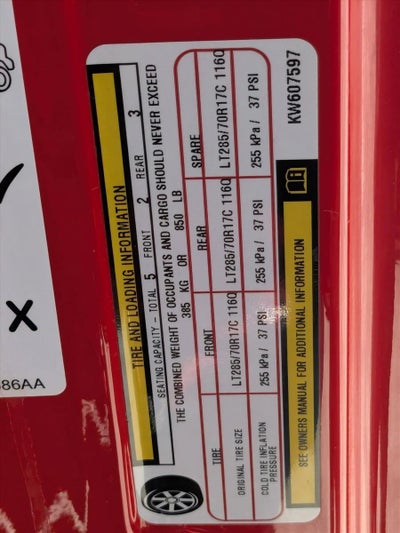 TIRE AND LOADING INFORMATION
SEATING CAPACITY - TOTAL 5 FRONT 2 REAR 3
THE COMBINED WEIGHT OF OCCUPANTS AND CARGO SHOULD NEVER EXCEED
385 KG OR 850 LB
TIRE FRONT REAR SPARE
ORIGINAL TIRE SIZE LT285/70R17C 116Q LT285/70R17C 116Q LT285/70R17C 116Q
COLD TIRE INFLATION PRESSURE 255 kPa / 37 PSI 255 kPa / 37 PSI 255 kPa / 37 PSI
SEE OWNERS MANUAL FOR ADDITIONAL INFORMATION
KW607597
86AA